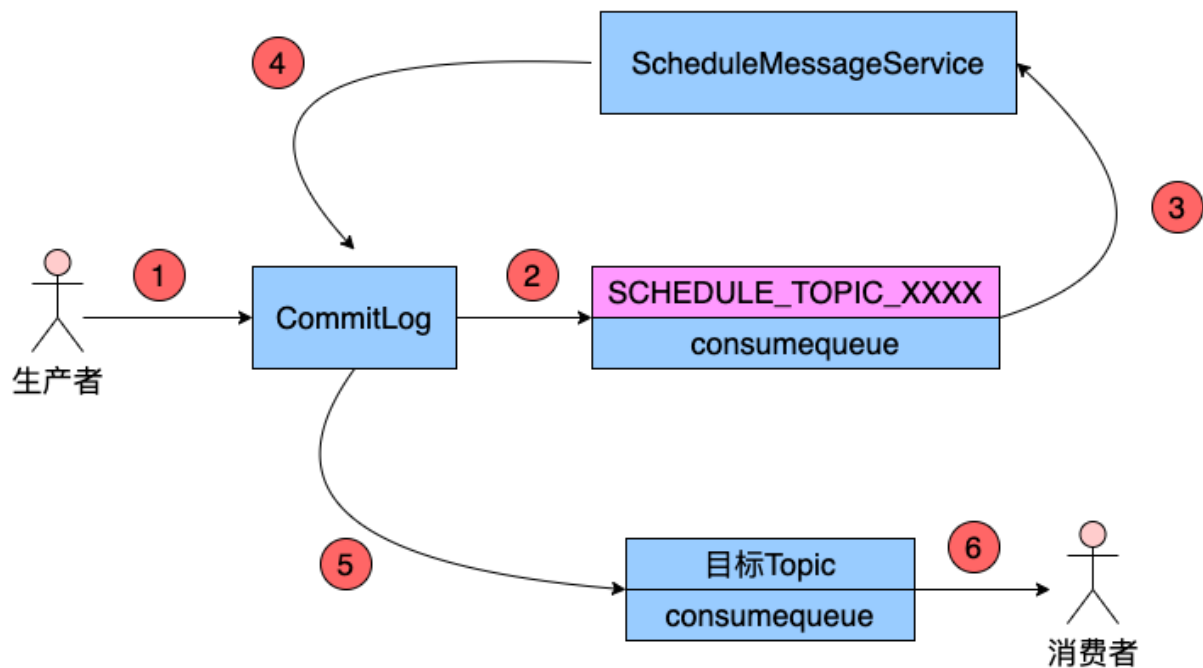 4
ScheduleMessageService
3
1
2
SCHEDULE_TOPIC_XXXX
CommitLog
consumequeue
生产者
5
目标Topic
6
consumequeue
消费者